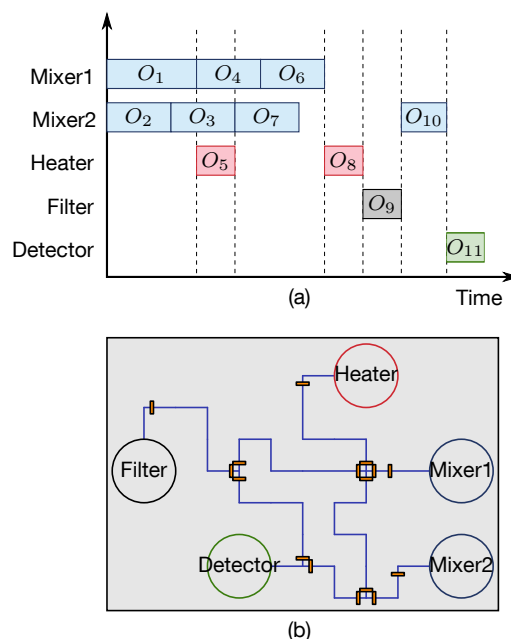 Mixer1 O1 O4 O6
Mixer2 O2 O3 O7 O10
Heater O5 O8
Filter O9
Detector O11
(a) Time
Heater
Filter Mixer1
Detector Mixer2
(b)